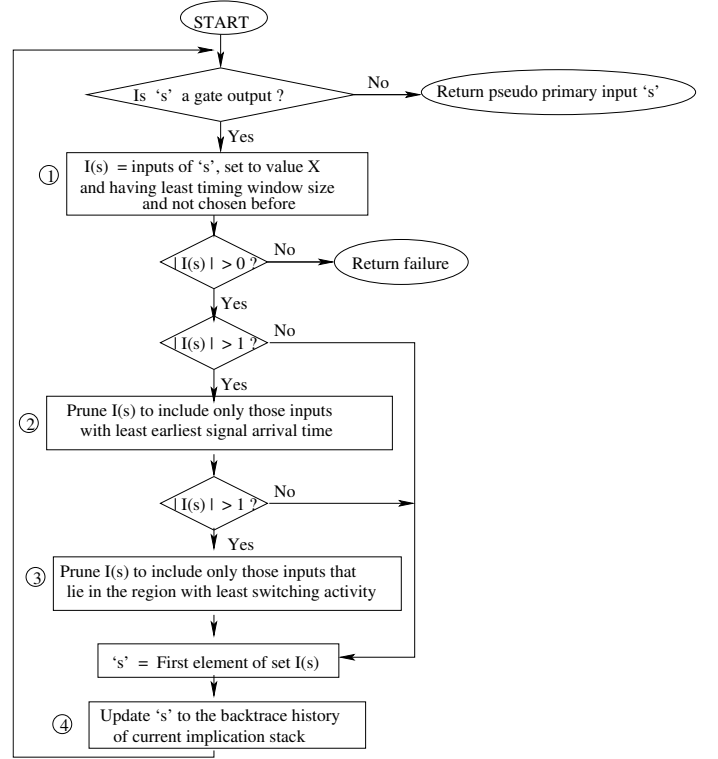 START
Is ‘s’ a gate output ?
No
Return pseudo primary input ‘s’
Yes
1
I(s) = inputs of ‘s’, set to value X
and having least timing window size
and not chosen before
| I(s) | > 0 ?
No
Return failure
Yes
| I(s) | > 1 ?
No
Yes
2
Prune I(s) to include only those inputs
with least earliest signal arrival time
| I(s) | > 1 ?
No
Yes
3
Prune I(s) to include only those inputs that
lie in the region with least switching activity
‘s’ = First element of set I(s)
4
Update ‘s’ to the backtrace history
of current implication stack